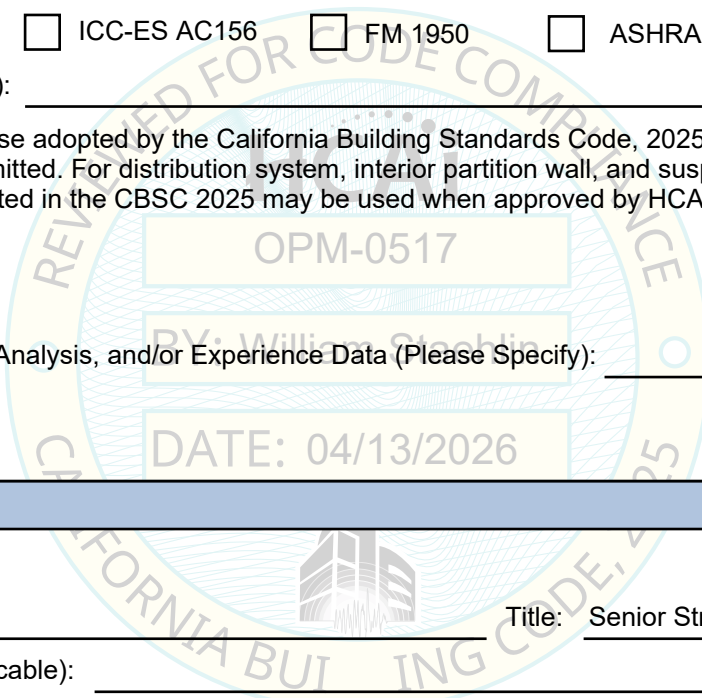 ICC-ES AC156 FM 1950 ASHRA
):
se adopted by the California Building Standards Code, 2025
nitted. For distribution system, interior partition wall, and susp
ted in the CBSC 2025 may be used when approved by HCA
REVIEWED FOR CODE COMPLIANCE
HCAi
OPM-0517
BY: William Staehlin
Analysis, and/or Experience Data (Please Specify):
DATE: 04/13/2026
Title: Senior Str
cable):
CALIFORNIA BUI ING CODE, 25